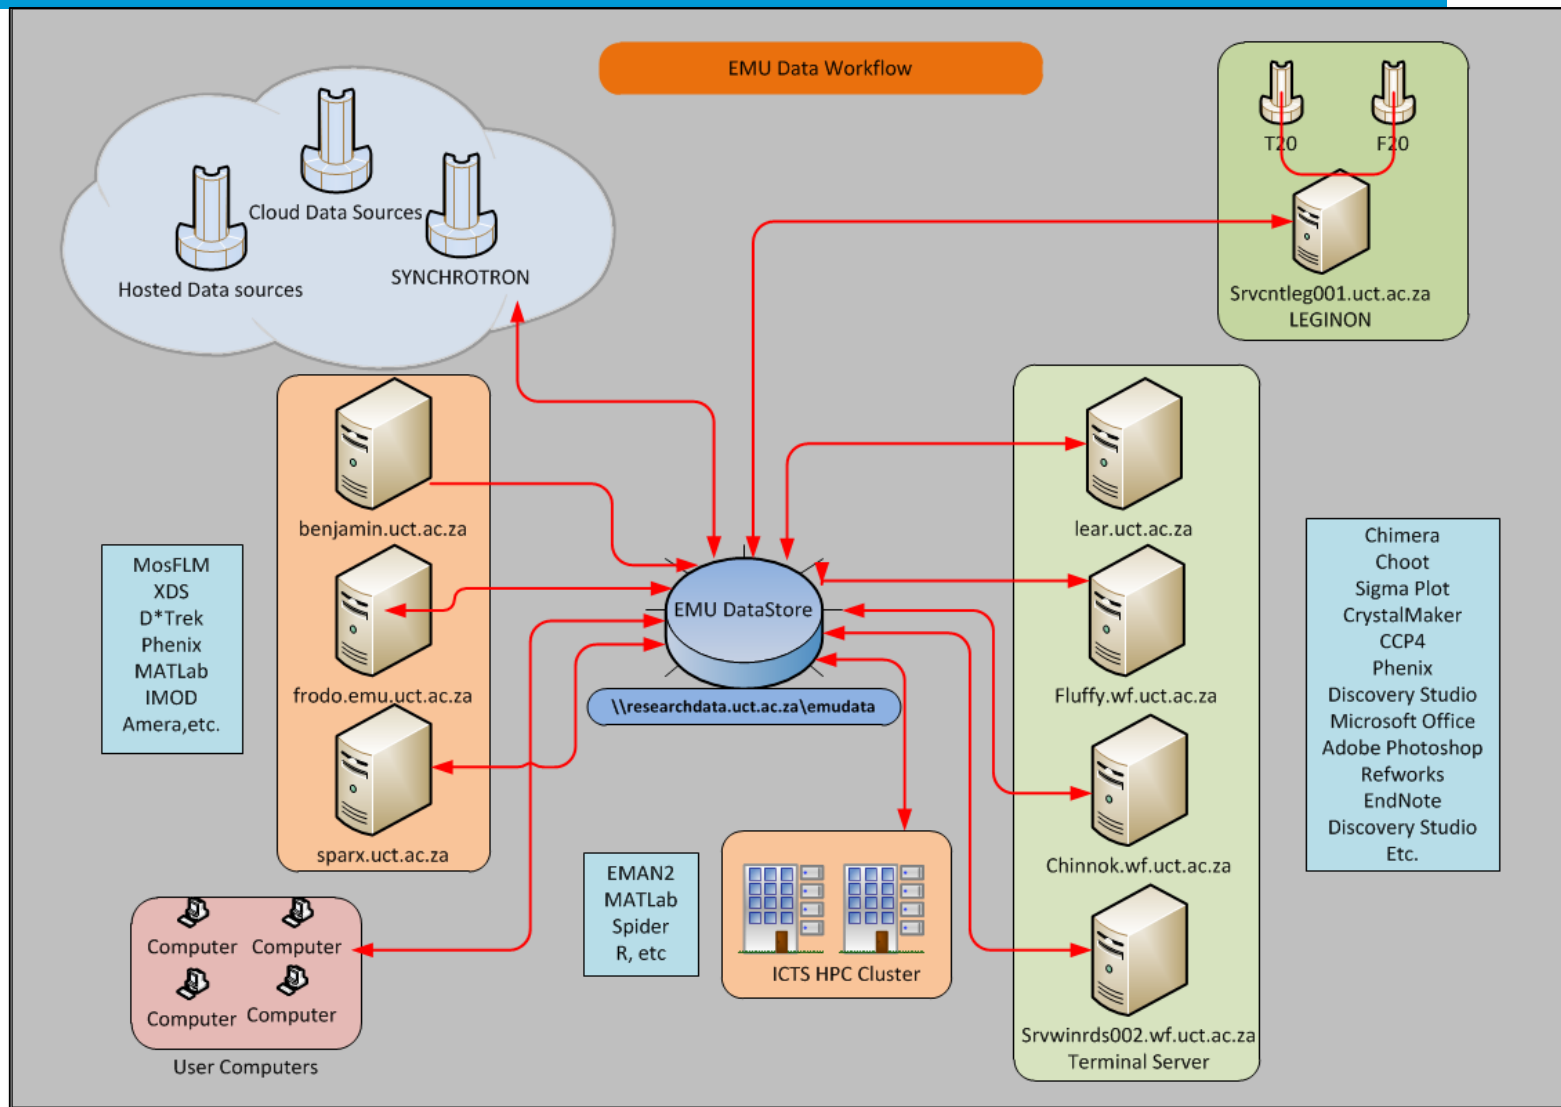 EMU Data Workflow
Cloud Data Sources
Hosted Data sources
SYNCHROTRON
T20
F20
Srvcntleg001.uct.ac.za
LEGINON
benjamin.uct.ac.za
frodo.emu.uct.ac.za
sparx.uct.ac.za
MosFLM
XDS
D*Trek
Phenix
MATLab
IMOD
Amera,etc.
EMU DataStore
\\researchdata.uct.ac.za\emudata
lear.uct.ac.za
Fluffy.wf.uct.ac.za
Chinnok.wf.uct.ac.za
Srvwinrds002.wf.uct.ac.za
Terminal Server
Chimera
Choot
Sigma Plot
CrystalMaker
CCP4
Phenix
Discovery Studio
Microsoft Office
Adobe Photoshop
Refworks
EndNote
Discovery Studio
Etc.
EMAN2
MATLab
Spider
R, etc
ICTS HPC Cluster
Computer
Computer
Computer
Computer
User Computers